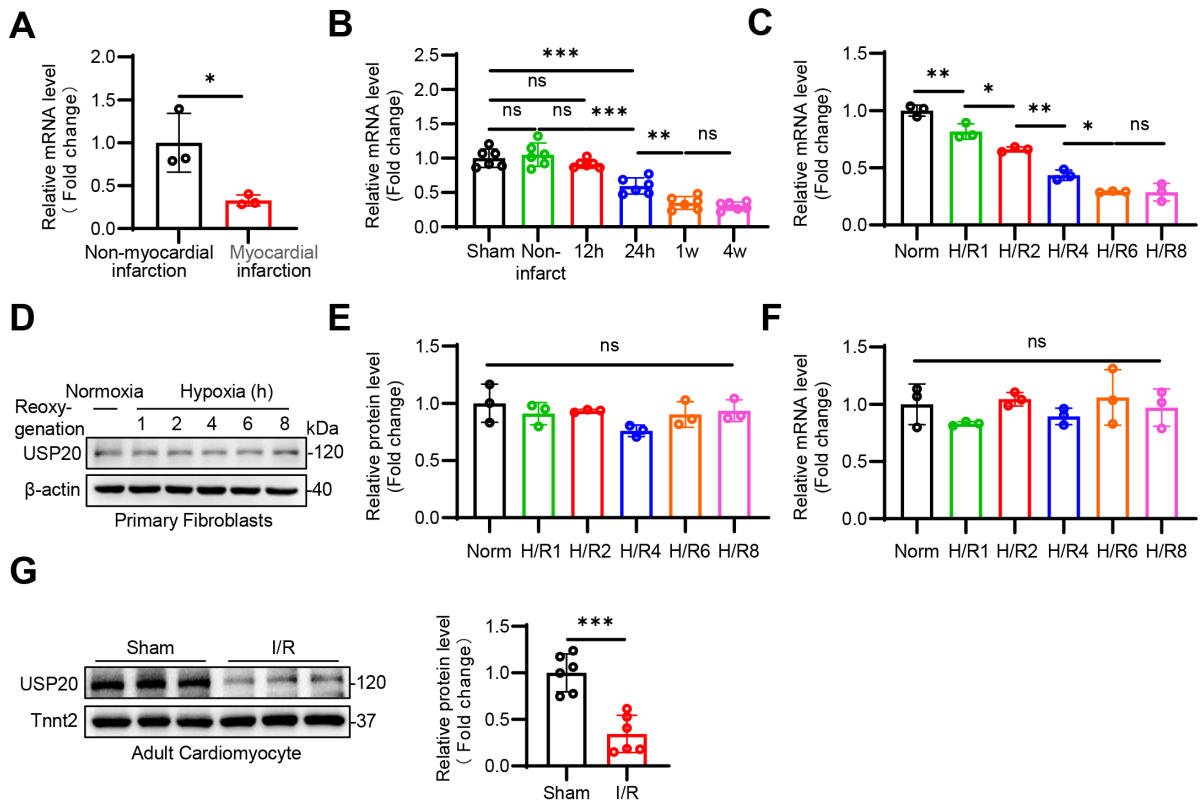 A
Relative mRNA level
( Fold change)
2.0
1.5
1.0
0.5
0.0
*
Non-myocardial
infarction
Myocardial
infarction
B
Relative mRNA level
(Fold change)
2.5
2.0
1.5
1.0
0.5
0.0
***
ns
ns
ns
***
**
ns
Sham
Non-
infarct
12h
24h
1w
4w
C
Relative mRNA level
(Fold change)
1.5
1.0
0.5
0.0
**
*
**
*
ns
Norm
H/R1
H/R2
H/R4
H/R6
H/R8
D
Normoxia
Hypoxia (h)
Reoxy-
genation
1 2 4 6 8
kDa
USP20
-120
β-actin
-40
Primary Fibroblasts
E
Relative protein level
(Fold change)
1.5
1.0
0.5
0.0
ns
Norm
H/R1
H/R2
H/R4
H/R6
H/R8
F
Relative mRNA level
(Fold change)
1.5
1.0
0.5
0.0
ns
Norm
H/R1
H/R2
H/R4
H/R6
H/R8
G
Sham
I/R
USP20
-120
Tnnt2
-37
Adult Cardiomyocyte
Relative protein level
( Fold change)
1.5
1.0
0.5
0.0
***
Sham
I/R